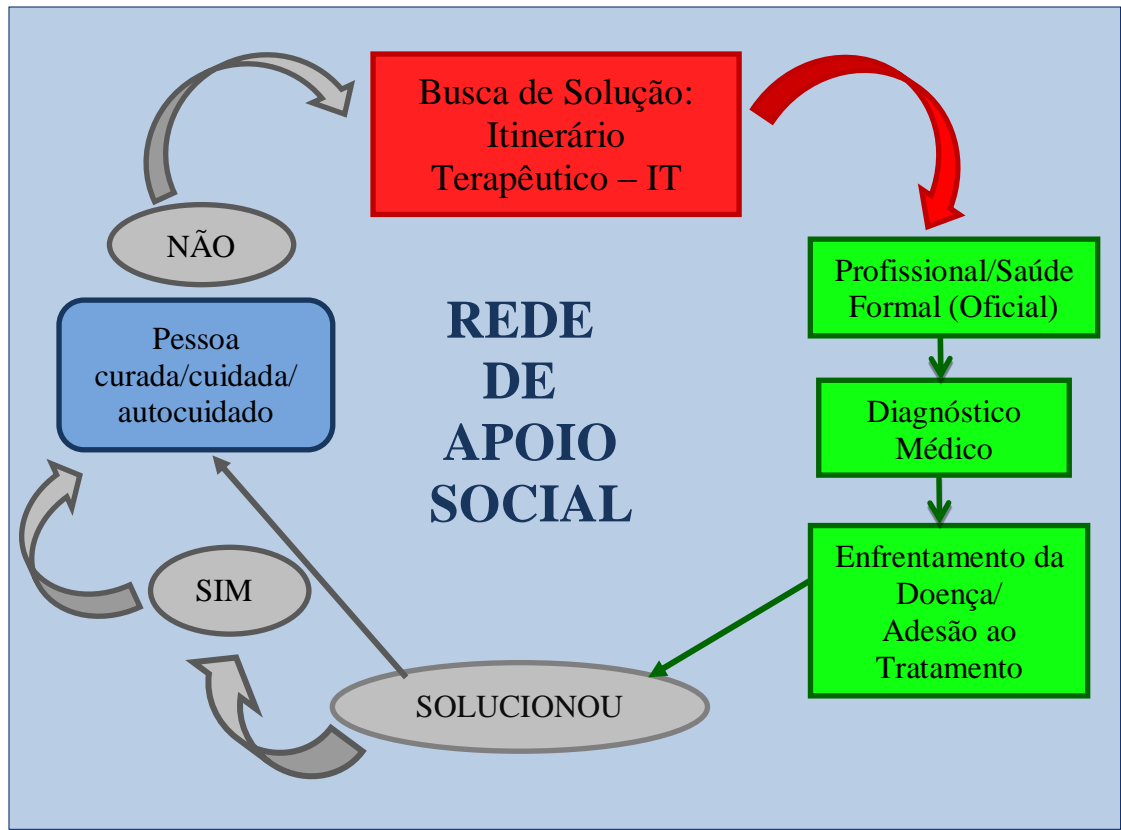 Busca de Solução:
Itinerário
Terapêutico – IT
NÃO
Profissional/Saúde
Formal (Oficial)
Pessoa
curada/cuidada/
autocuidado
REDE
DE
APOIO
SOCIAL
Diagnóstico
Médico
Enfrentamento da
Doença/
Adesão ao
Tratamento
SIM
SOLUCIONOU